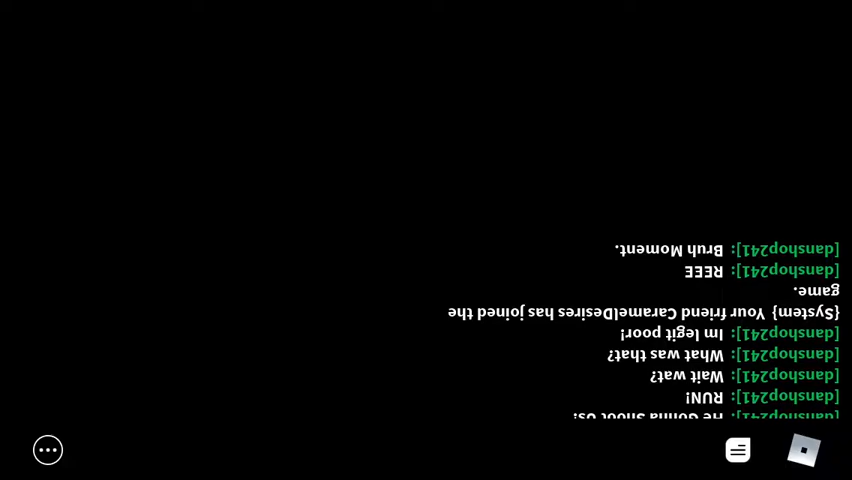 [danshop241]: He Gonna Shoot Us!
[danshop241]: RUN!
[danshop241]: Wait wat?
[danshop241]: What was that?
[danshop241]: Im legit poor!
{System} Your friend CaramelDesires has joined the
game.
[danshop241]: REEE
[danshop241]: Bruh Moment.